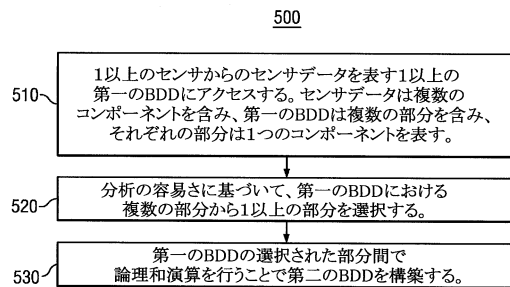 500
510
1以上のセンサからのセンサデータを表す1以上の
第一のBDDにアクセスする。センサデータは複数の
コンポーネントを含み、第一のBDDは複数の部分を含み、
それぞれの部分は1つのコンポーネントを表す。
520
分析の容易さに基づいて、第一のBDDにおける
複数の部分から1以上の部分を選択する。
530
第一のBDDの選択された部分間で
論理和演算を行うことで第二のBDDを構築する。